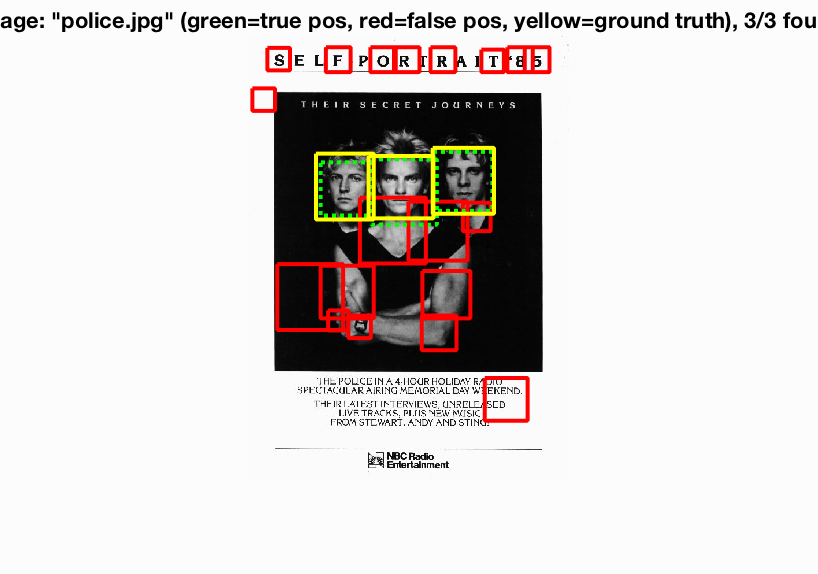 age: "police.jpg" (green=true pos, red=false pos, yellow=ground truth), 3/3 fou
SELF PORTRAIT '85
THEIR SECRET JOURNEYS
THE POLICE IN A 4-HOUR HOLIDAY RADIO
SPECTACULAR AIRING MEMORIAL DAY WEEKEND.
THEIR LATEST INTERVIEWS, UNRELEASED
LIVE TRACKS, PLUS NEW MUSIC
FROM STEWART, ANDY AND STING.
NBC Radio
Entertainment